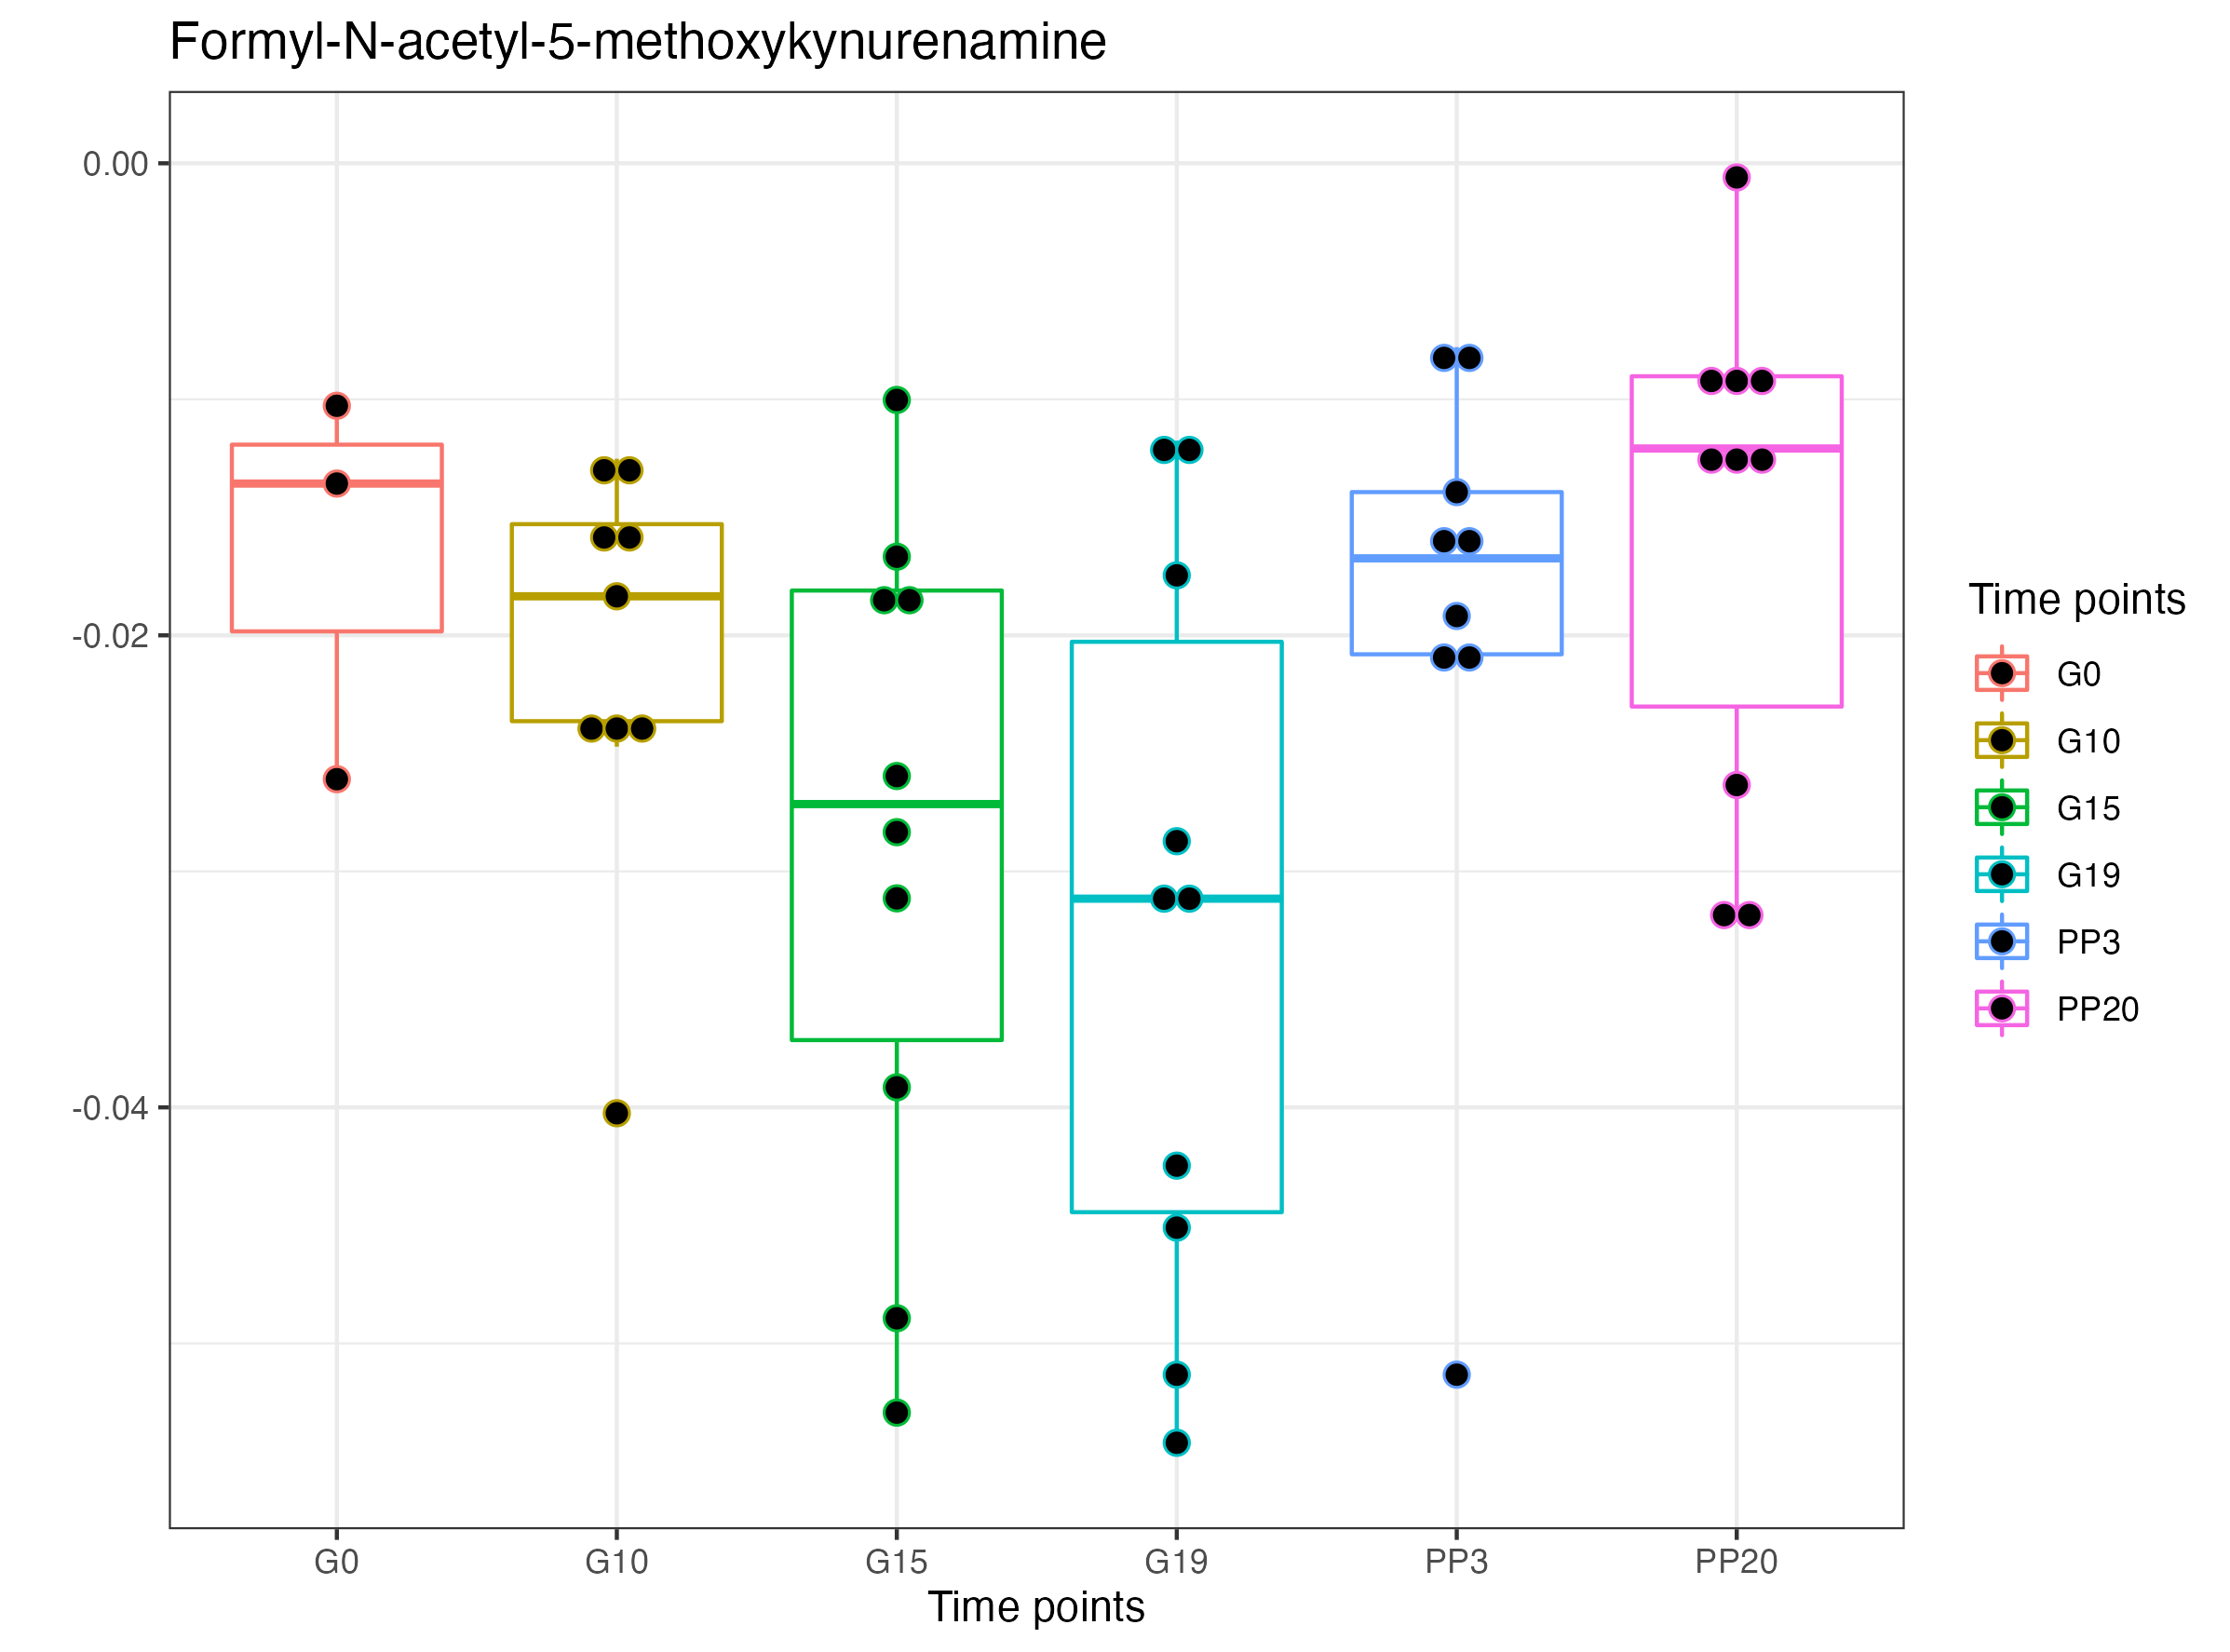 Formyl-N-acetyl-5-methoxykynurenamine
0.00
-0.02
-0.04
G0
G10
G15
G19
PP3
PP20
Time points
Time points
G0
G10
G15
G19
PP3
PP20